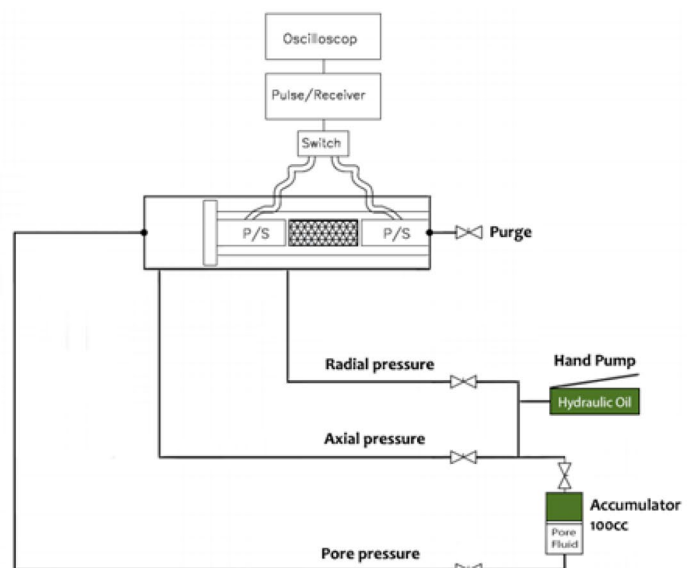 Oscilloscop
Pulse/Receiver
Switch
P/S
P/S
Purge
Radial pressure
Hand Pump
Hydraulic Oil
Axial pressure
Accumulator
100cc
Pore
Fluid
Pore pressure